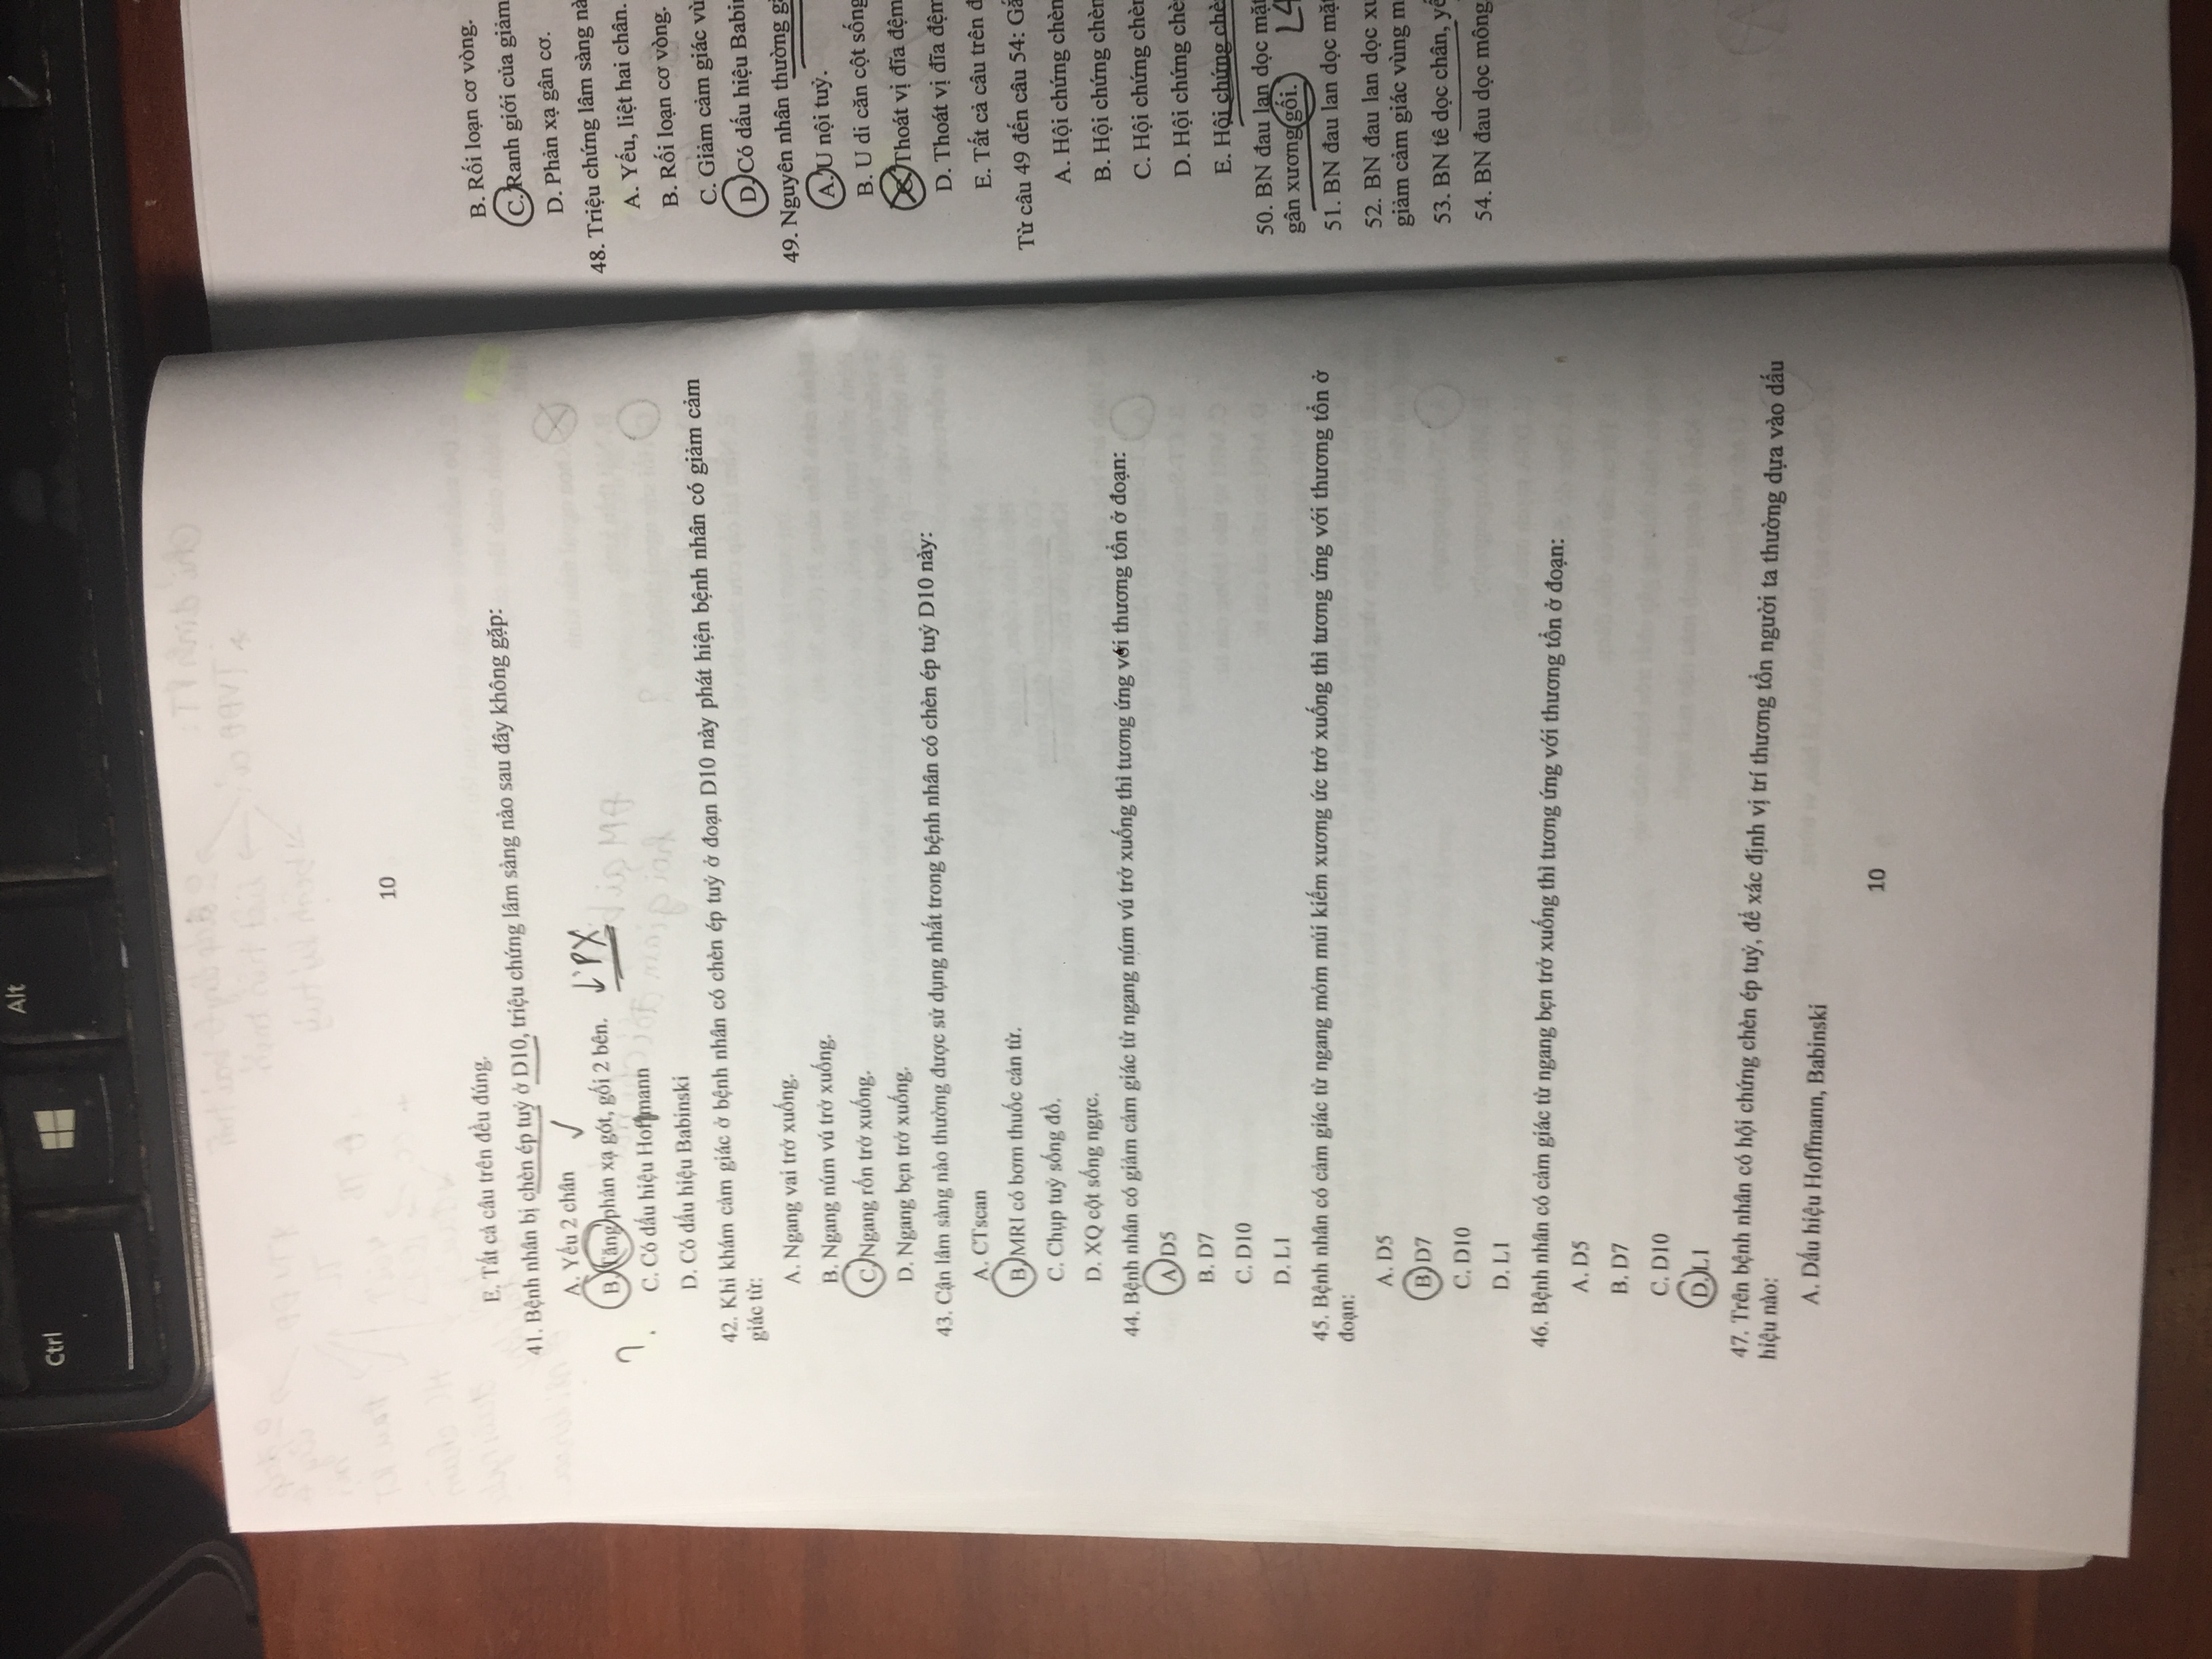 Ctrl
Alt
10
E. Tất cả câu trên đều đúng.
41. Bệnh nhân bị chèn ép tuỷ ở D10, triệu chứng lâm sàng nào sau đây không gặp:
A. Yếu 2 chân
B. Tăng phản xạ gót, gối 2 bên. ↓PX
?
C. Có dấu hiệu Hoffmann
D. Có dấu hiệu Babinski
42. Khi khám cảm giác ở bệnh nhân có chèn ép tuỷ ở đoạn D10 này phát hiện bệnh nhân có giảm cảm
giác từ:
A. Ngang vai trở xuống.
B. Ngang núm vú trở xuống.
C. Ngang rốn trở xuống.
D. Ngang bẹn trở xuống.
43. Cận lâm sàng nào thường được sử dụng nhất trong bệnh nhân có chèn ép tuỷ D10 này:
A. CTscan
B. MRI có bơm thuốc cản từ.
C. Chụp tuỷ sống đồ.
D. XQ cột sống ngực.
44. Bệnh nhân có giảm cảm giác từ ngang núm vú trở xuống thì tương ứng với thương tổn ở đoạn:
A. D5
B. D7
C. D10
D. L1
45. Bệnh nhân có cảm giác từ ngang mỏm mũi kiếm xương ức trở xuống thì tương ứng với thương tổn ở
đoạn:
A. D5
B. D7
C. D10
D. L1
46. Bệnh nhân có cảm giác từ ngang bẹn trở xuống thì tương ứng với thương tổn ở đoạn:
A. D5
B. D7
C. D10
D. L1
47. Trên bệnh nhân có hội chứng chèn ép tuỷ, để xác định vị trí thương tổn người ta thường dựa vào dấu
hiệu nào:
A. Dấu hiệu Hoffmann, Babinski
10
B. Rối loạn cơ vòng.
C. Ranh giới của giảm
D. Phản xạ gân cơ.
48. Triệu chứng lâm sàng
A. Yếu, liệt hai chân.
B. Rối loạn cơ vòng.
C. Giảm cảm giác
D. Có dấu hiệu
49. Nguyên nhân thường
A. U nội tuỷ.
B. U di căn cột sống
C. Thoát vị đĩa đệm
D. Thoát vị đĩa đệm
E. Tất cả câu trên
Từ câu 49 đến câu 54:
A. Hội chứng
B. Hội chứng
C. Hội chứng
D. Hội chứng
E. Hội chứng
50. BN đau lan dọc
gân xương gối. L4
51. BN đau lan dọc
52. BN đau lan dọc
giảm cảm giác vùng
53. BN tê dọc chân,
54. BN đau dọc mông